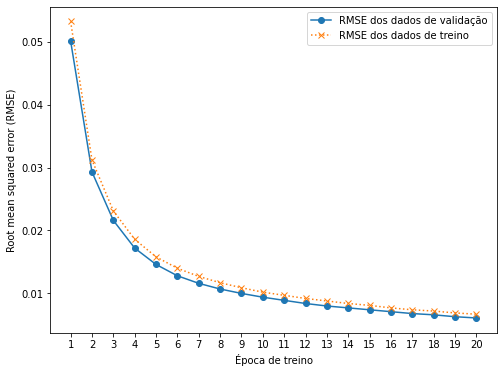 RMSE dos dados de validação
RMSE dos dados de treino
Root mean squared error (RMSE)
0.05
0.04
0.03
0.02
0.01
1 2 3 4 5 6 7 8 9 10 11 12 13 14 15 16 17 18 19 20
Época de treino